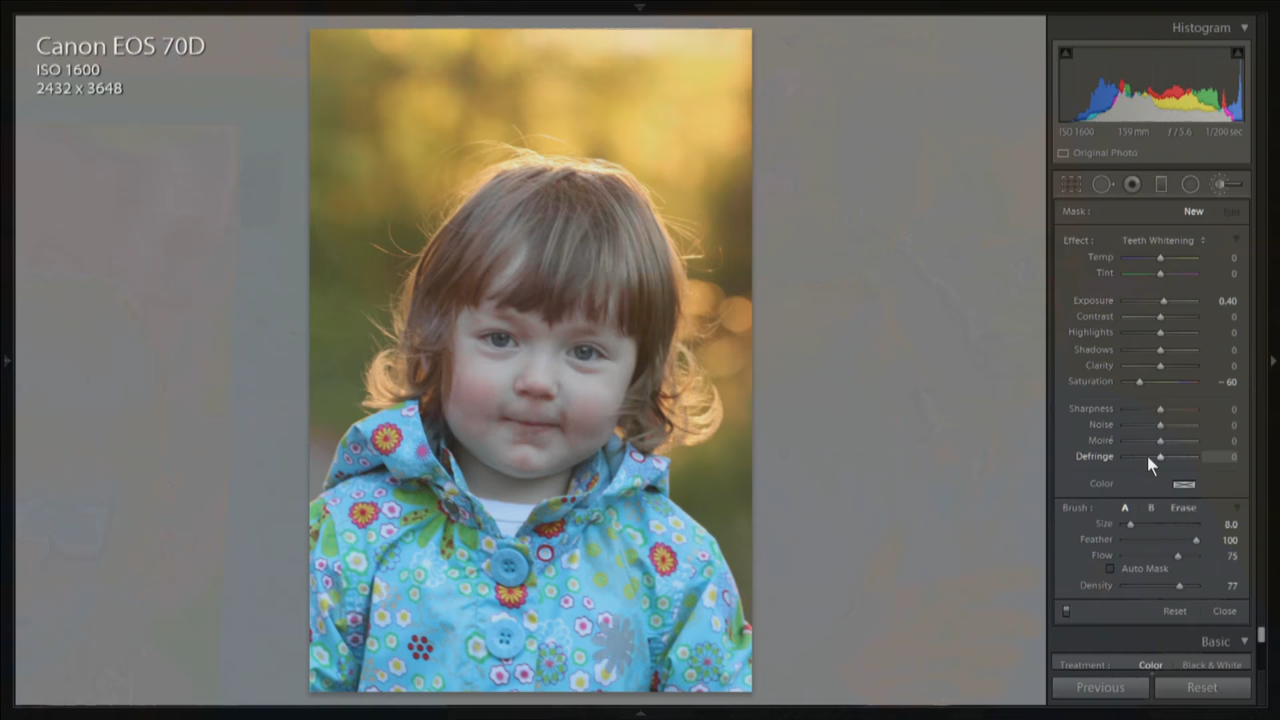 Canon EOS 70D
ISO 1600
2432 x 3648
Histogram
ISO 1600 159 mm f / 5.6 1/200 sec
Original Photo
Mask : New
Effect : Teeth Whitening
Temp 0
Tint 0
Exposure 0.40
Contrast 0
Highlights 0
Shadows 0
Clarity 0
Saturation – 60
Sharpness 0
Noise 0
Moiré 0
Defringe 0
Color
Brush : A B Erase
Size 8.0
Feather 100
Flow 75
Auto Mask
Density 77
Reset Close
Basic
Treatment : Color Black & White
Previous Reset